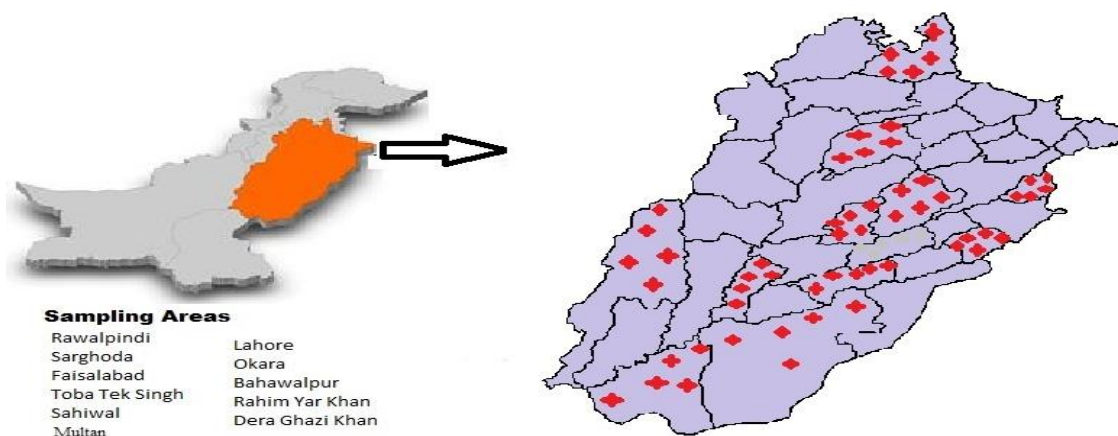 Sampling Areas
Rawalpindi
Sarghoda
Faisalabad
Toba Tek Singh
Sahiwal
Multan
Lahore
Okara
Bahawalpur
Rahim Yar Khan
Dera Ghazi Khan